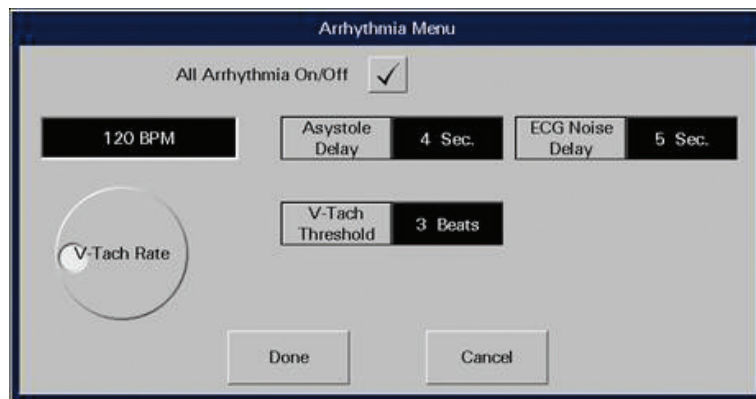 Arrhythmia Menu
All Arrhythmia On/Off
120 BPM
Asystole
Delay
4 Sec.
ECG Noise
Delay
5 Sec.
V-Tach Rate
V-Tach
Threshold
3 Beats
Done
Cancel